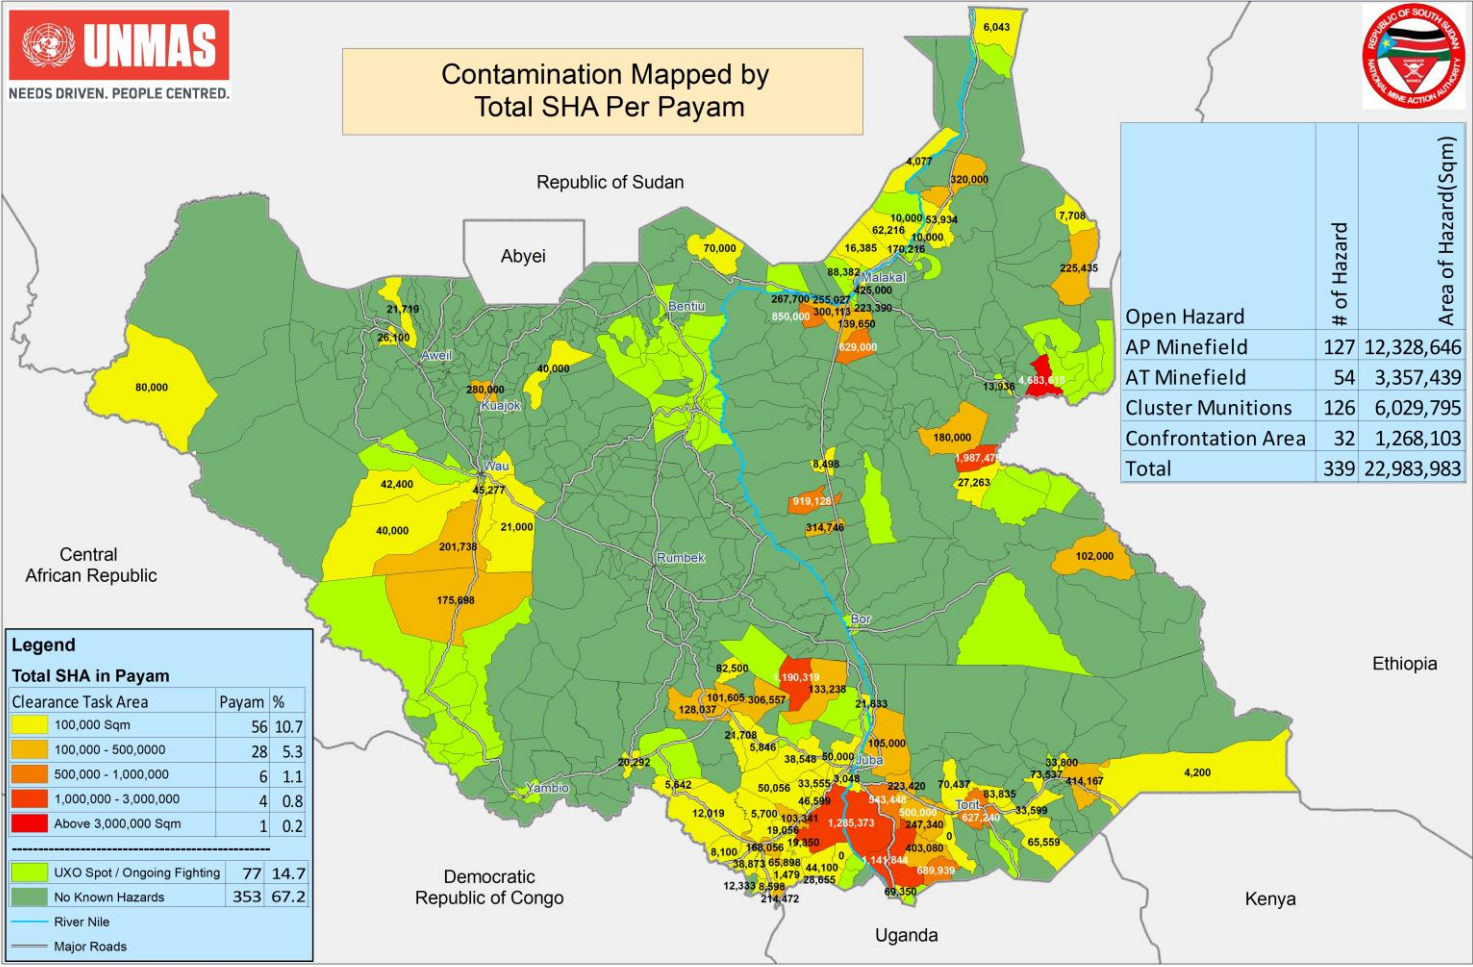 UNMAS
NEEDS DRIVEN. PEOPLE CENTRED.
Contamination Mapped by
Total SHA Per Payam
REPUBLIC OF SOUTH SUDAN
NATIONAL MINE ACTION AUTHORITY
Open Hazard # of Hazard Area of Hazard(Sqm)
AP Minefield 127 12,328,646
AT Minefield 54 3,357,439
Cluster Munitions 126 6,029,795
Confrontation Area 32 1,268,103
Total 339 22,983,983
Republic of Sudan
Abyei
Central
African Republic
Democratic
Republic of Congo
Uganda
Kenya
Ethiopia
6,043
4,077
320,000
10,000
53,934
62,216
10,000
16,385
170,216
7,708
225,435
70,000
88,382
Malakal
425,000
267,700
255,027
223,390
850,000
300,113
139,650
629,000
Bentiu
21,719
26,100
Aweil
40,000
280,000
Kuajok
80,000
13,936
180,000
27,263
8,498
919,128
314,746
102,000
Wau
42,400
45,277
40,000
21,000
201,738
175,698
Rumbek
Bor
82,500
1,190,319
133,238
101,605
306,557
128,037
21,833
21,708
5,846
105,000
38,548
50,000
Juba
20,292
5,642
50,056
33,555
3,048
223,420
70,437
33,800
73,537
414,167
4,200
Yambio
12,019
46,599
543,448
500,000
Torit
83,835
33,599
627,240
5,700
103,341
1,285,373
247,340
0
19,056
19,350
403,080
65,559
8,100
168,056
0
1,141,844
689,939
38,873
65,898
44,100
1,479
28,655
12,333
8,598
69,350
214,472
Legend
Total SHA in Payam
Clearance Task Area Payam %
100,000 Sqm 56 10.7
100,000 - 500,0000 28 5.3
500,000 - 1,000,000 6 1.1
1,000,000 - 3,000,000 4 0.8
Above 3,000,000 Sqm 1 0.2
UXO Spot / Ongoing Fighting 77 14.7
No Known Hazards 353 67.2
River Nile
Major Roads